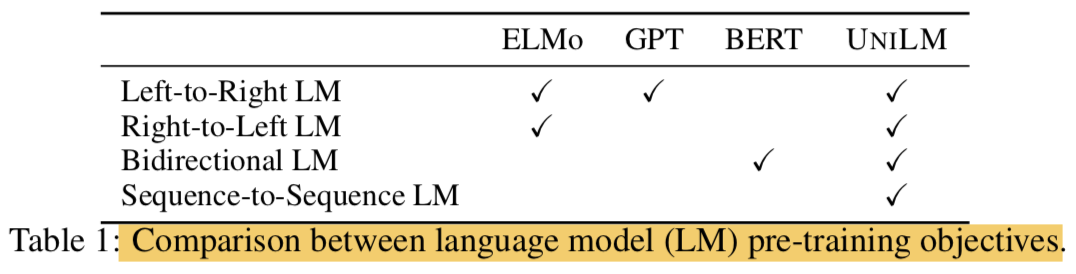 ELMo GPT BERT UNILM
Left-to-Right LM ✓ ✓ ✓
Right-to-Left LM ✓ ✓
Bidirectional LM ✓ ✓
Sequence-to-Sequence LM ✓
Table 1: Comparison between language model (LM) pre-training objectives.